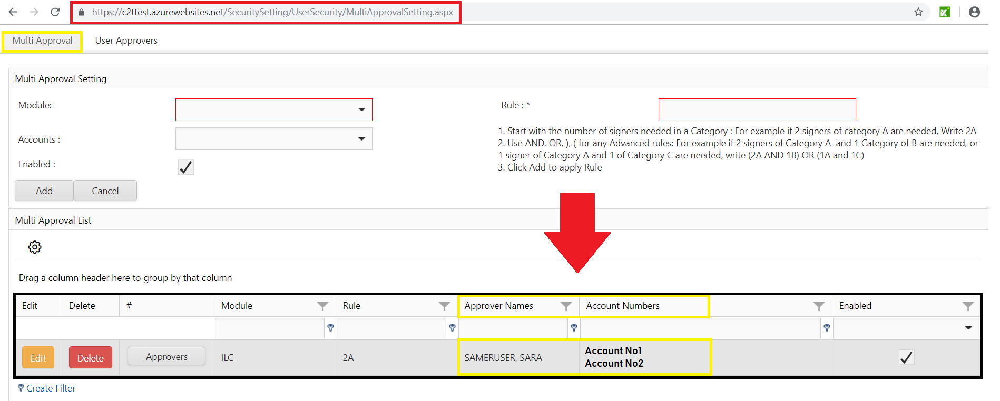 https://c2ttest.azurewebsites.net/SecuritySetting/UserSecurity/MultiApprovalSetting.aspx
Multi Approval
User Approvers
Multi Approval Setting
Module:
Rule : *
Accounts :
Enabled :
1. Start with the number of signers needed in a Category : For example if 2 signers of category A are needed, Write 2A
2. Use AND, OR, ), ( for any Advanced rules: For example if 2 signers of Category A  and 1 Category of B are needed, or
1 signer of Category A and 1 of Category C are needed, write (2A AND 1B) OR (1A and 1C)
3. Click Add to apply Rule
Add
Cancel
Multi Approval List
Drag a column header here to group by that column
Edit
Delete
#
Module
Rule
Approver Names
Account Numbers
Enabled
Edit
Delete
Approvers
ILC
2A
SAMERUSER, SARA
Account No1
Account No2
Create Filter